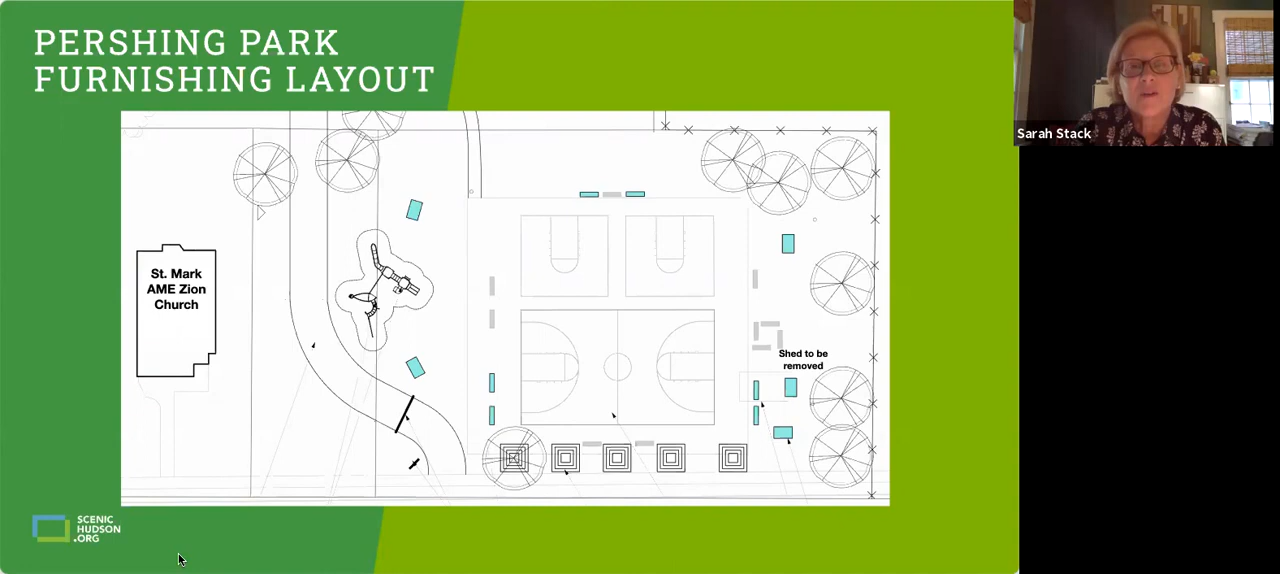 PERSHING PARK
FURNISHING LAYOUT
Sarah Stack
St. Mark
AME Zion
Church
Shed to be
removed
SCENIC
HUDSON
.ORG